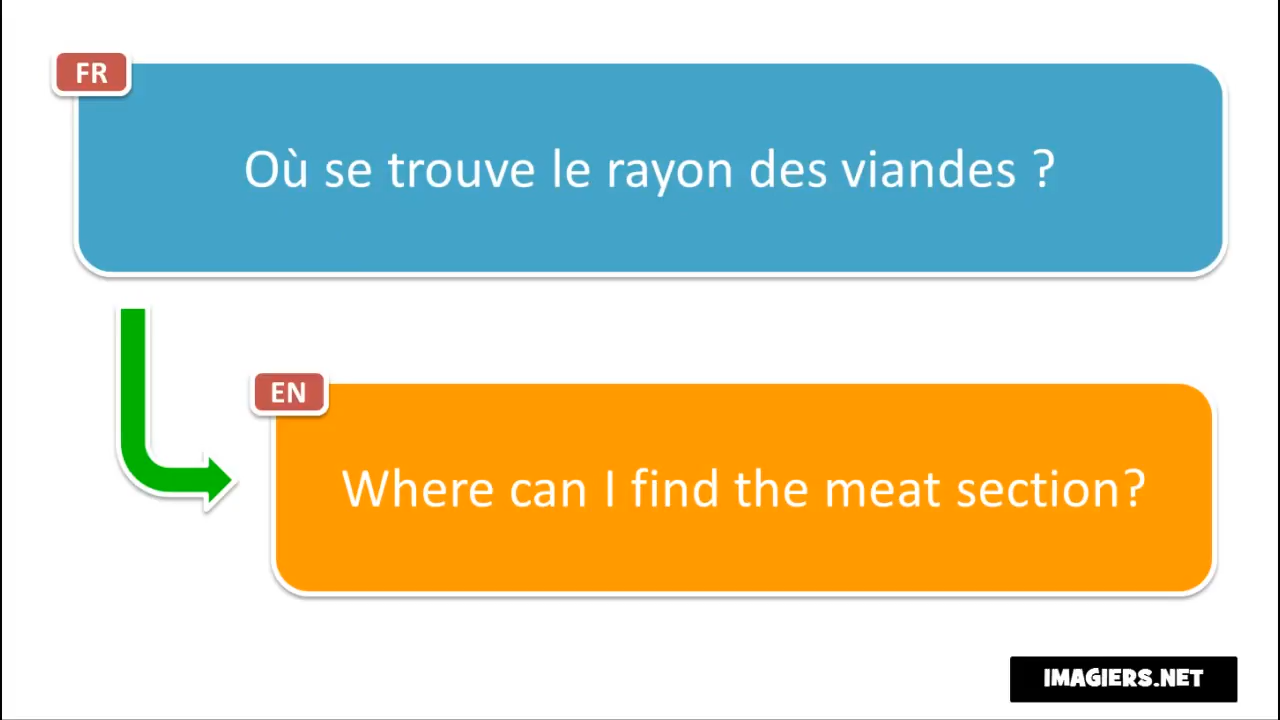 FR
Où se trouve le rayon des viandes ?
EN
Where can I find the meat section?
IMAGIERS.NET